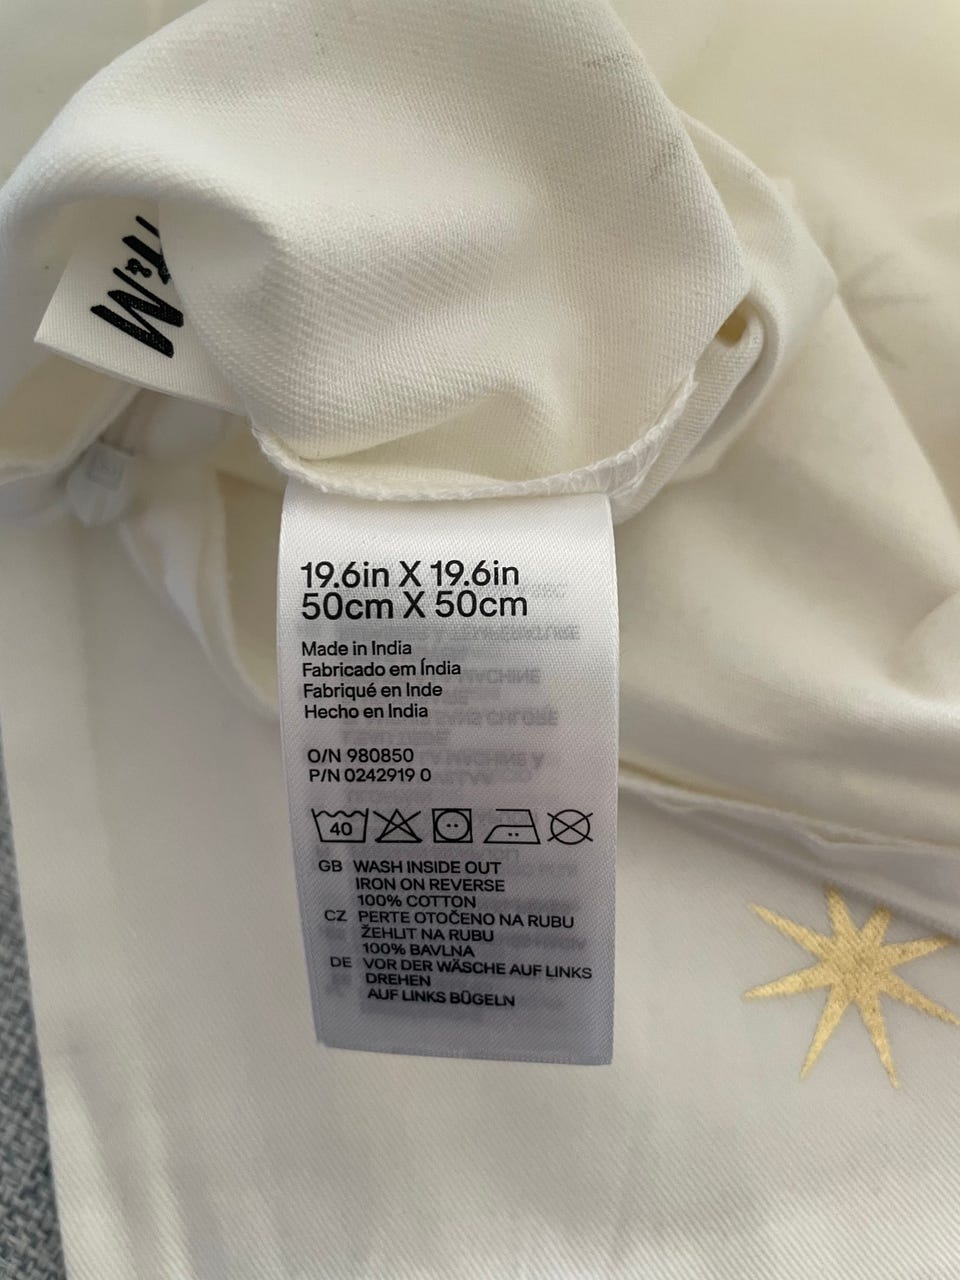 H&M
19.6in X 19.6in
50cm X 50cm
Made in India
Fabricado em Índia
Fabriqué en Inde
Hecho en India
O/N 980850
P/N 0242919 0
40
GB WASH INSIDE OUT
IRON ON REVERSE
100% COTTON
CZ PERTE OTOČENO NA RUBU
ŽEHLIT NA RUBU
100% BAVLNA
DE VOR DER WÄSCHE AUF LINKS
DREHEN
AUF LINKS BÜGELN